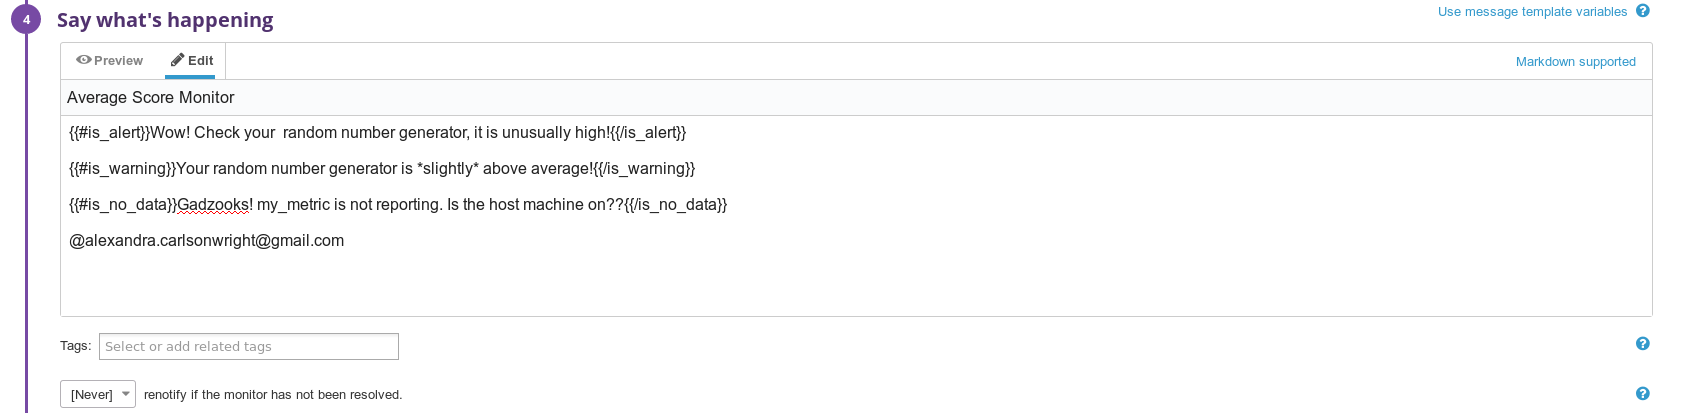 4
Say what's happening
Use message template variables ?
Preview Edit
Markdown supported
Average Score Monitor
{{#is_alert}}Wow! Check your  random number generator, it is unusually high!{{/is_alert}}
{{#is_warning}}Your random number generator is *slightly* above average!{{/is_warning}}
{{#is_no_data}}Gadzooks! my_metric is not reporting. Is the host machine on??{{/is_no_data}}
@alexandra.carlsonwright@gmail.com
Tags: Select or add related tags ?
[Never] renotify if the monitor has not been resolved. ?